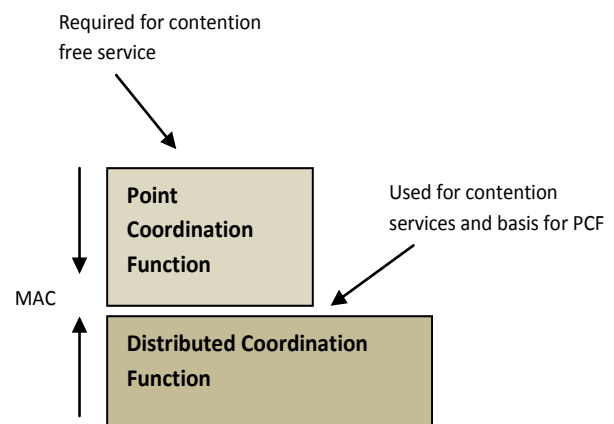 Required for contention
free service
Point
Coordination
Function
Used for contention
services and basis for PCF
MAC
Distributed Coordination
Function